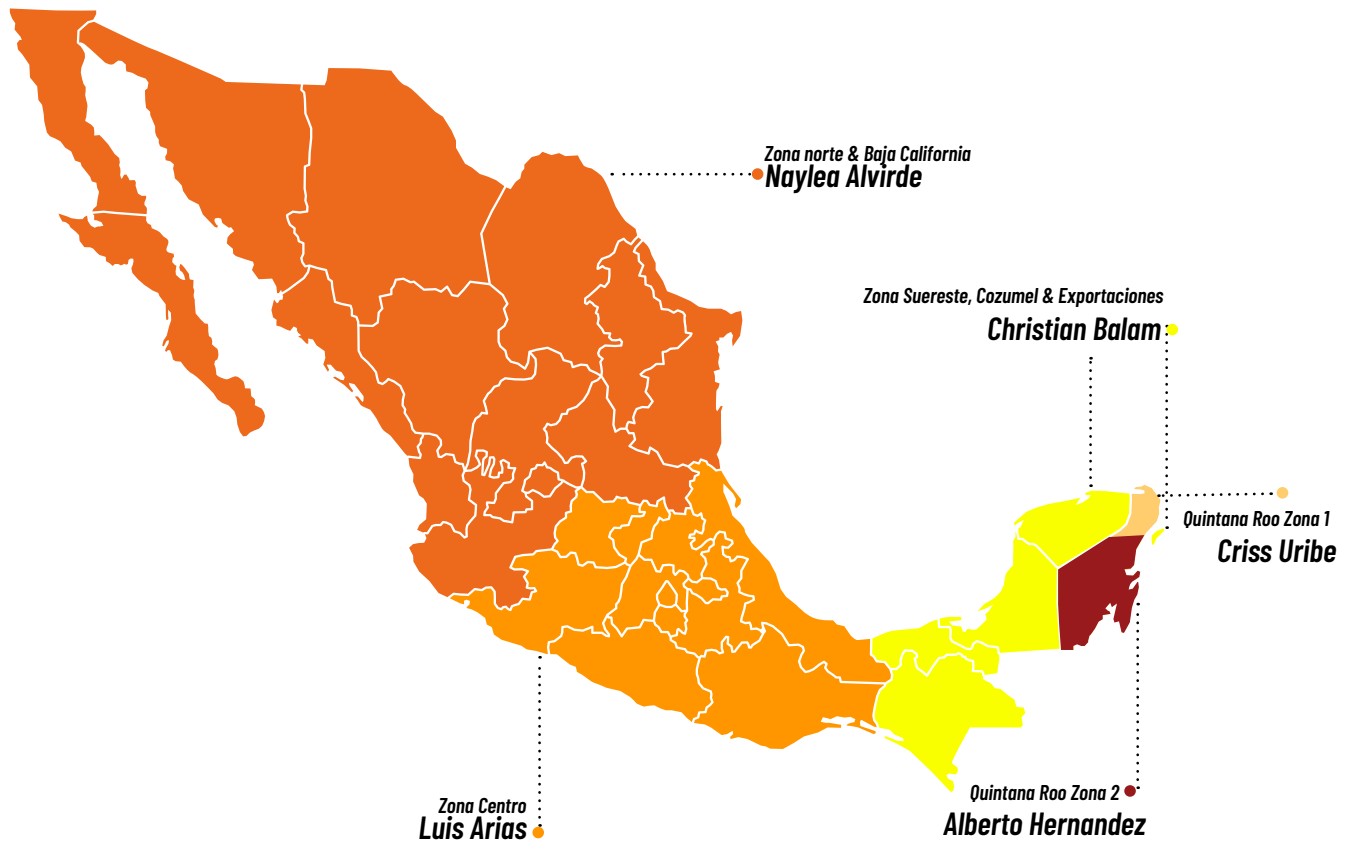 Zona norte & Baja California
Naylea Alvirde
Zona Suereste, Cozumel & Exportaciones
Christian Balam
Quintana Roo Zona 1
Criss Uribe
Zona Centro
Luis Arias
Quintana Roo Zona 2
Alberto Hernandez